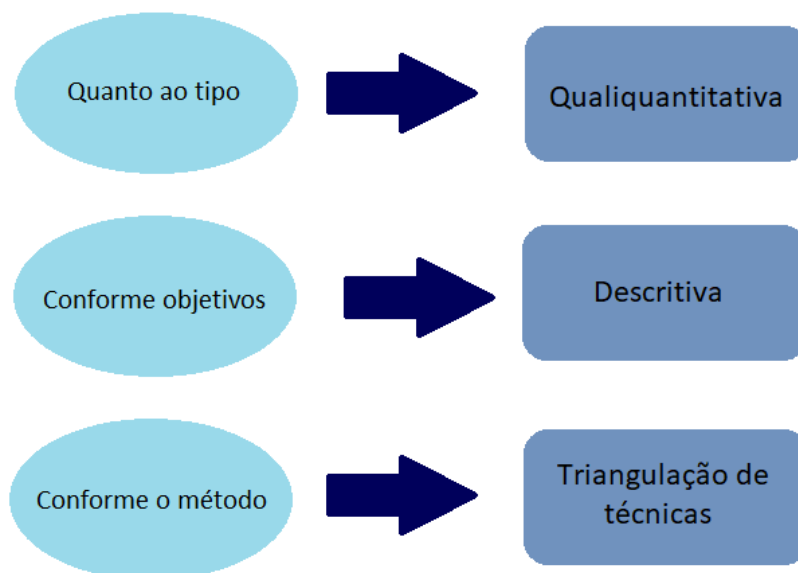 Quanto ao tipo
Qualiquantitativa
Conforme objetivos
Descritiva
Conforme o método
Triangulação de
técnicas